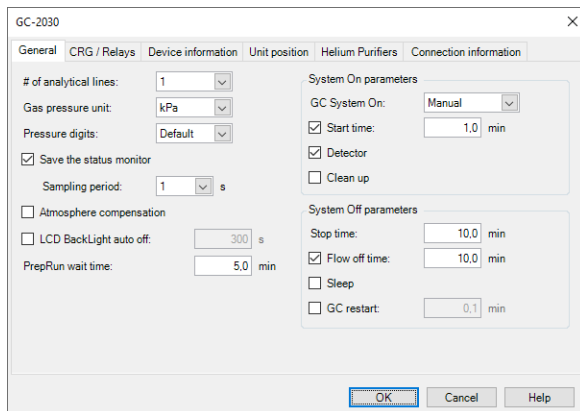 GC-2030
General CRG / Relays Device information Unit position Helium Purifiers Connection information
# of analytical lines: 1
Gas pressure unit: kPa
Pressure digits: Default
Save the status monitor
Sampling period: 1 s
Atmosphere compensation
LCD BackLight auto off: 300 s
PrepRun wait time: 5,0 min
System On parameters
GC System On: Manual
Start time: 1,0 min
Detector
Clean up
System Off parameters
Stop time: 10,0 min
Flow off time: 10,0 min
Sleep
GC restart: 0,1 min
OK Cancel Help